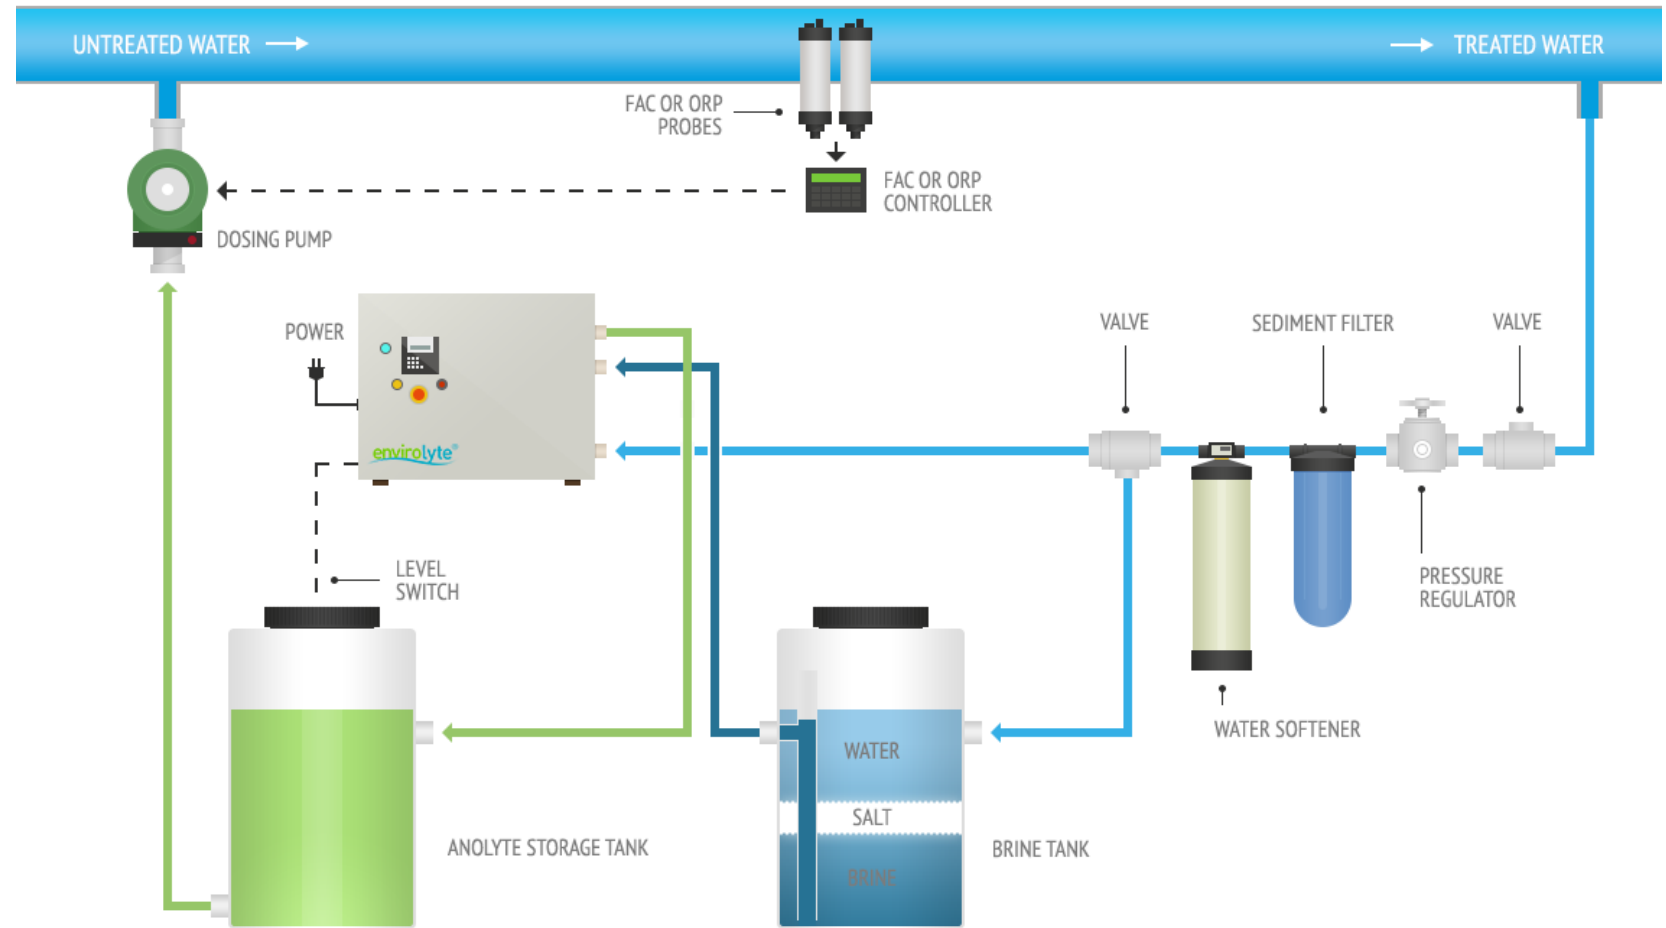 UNTREATED WATER
TREATED WATER
FAC OR ORP
PROBES
FAC OR ORP
CONTROLLER
DOSING PUMP
POWER
VALVE
SEDIMENT FILTER
VALVE
envirolyte®
LEVEL
SWITCH
PRESSURE
REGULATOR
WATER SOFTENER
WATER
SALT
ANOLYTE STORAGE TANK
BRINE TANK
BRINE